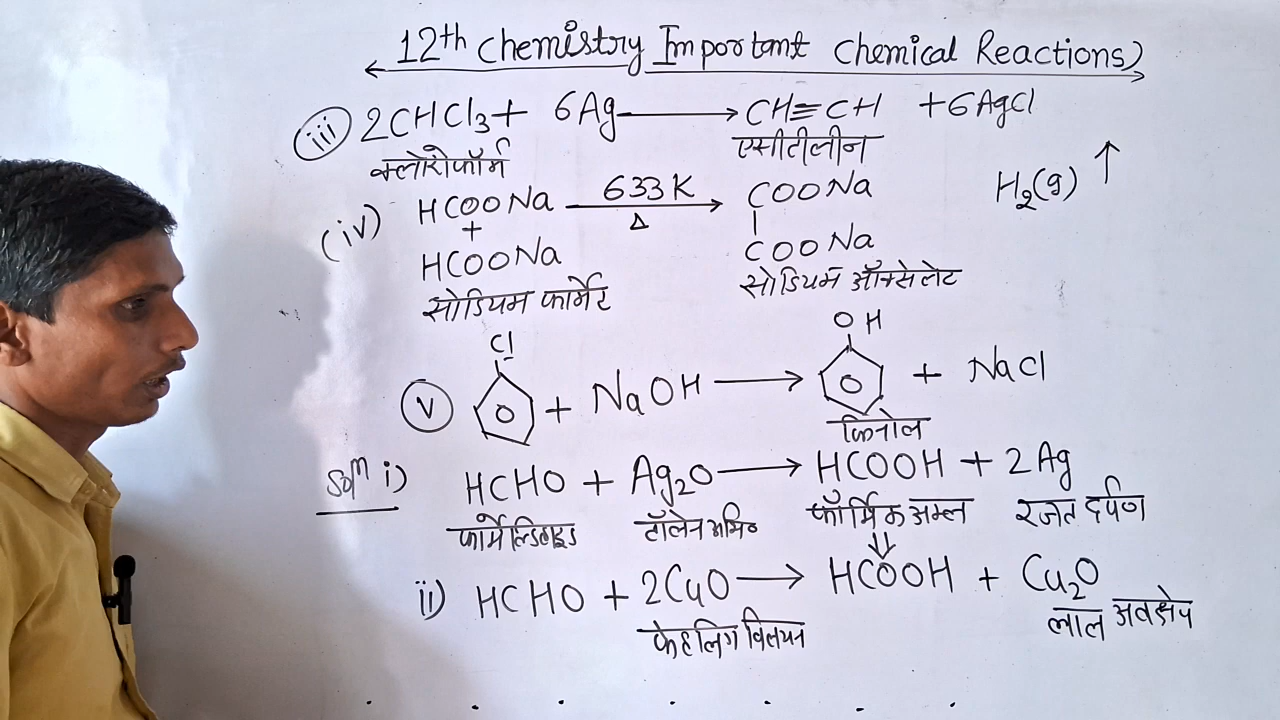 12th Chemistry Important Chemical Reactions
iii 2CHCl₃ + 6Ag ⟶ CH≡CH + 6AgCl
क्लोरोफॉर्म एसीटीलीन
(iv) HCOONa + HCOONa 633K Δ ⟶ COONa | COONa H₂(g) ↑
सोडियम फार्मेट सोडियम ऑक्सेलेट
Cl OH
V + NaOH ⟶ + NaCl
फिनोल
Solⁿ i) HCHO + Ag₂O ⟶ HCOOH + 2Ag
फार्मेल्डिहाइड टॉलेन अभि० फॉर्मिक अम्ल रजत दर्पण
⇓
ii) HCHO + 2CuO ⟶ HCOOH + Cu₂O
फेहलिंग विलयन लाल अवक्षेप